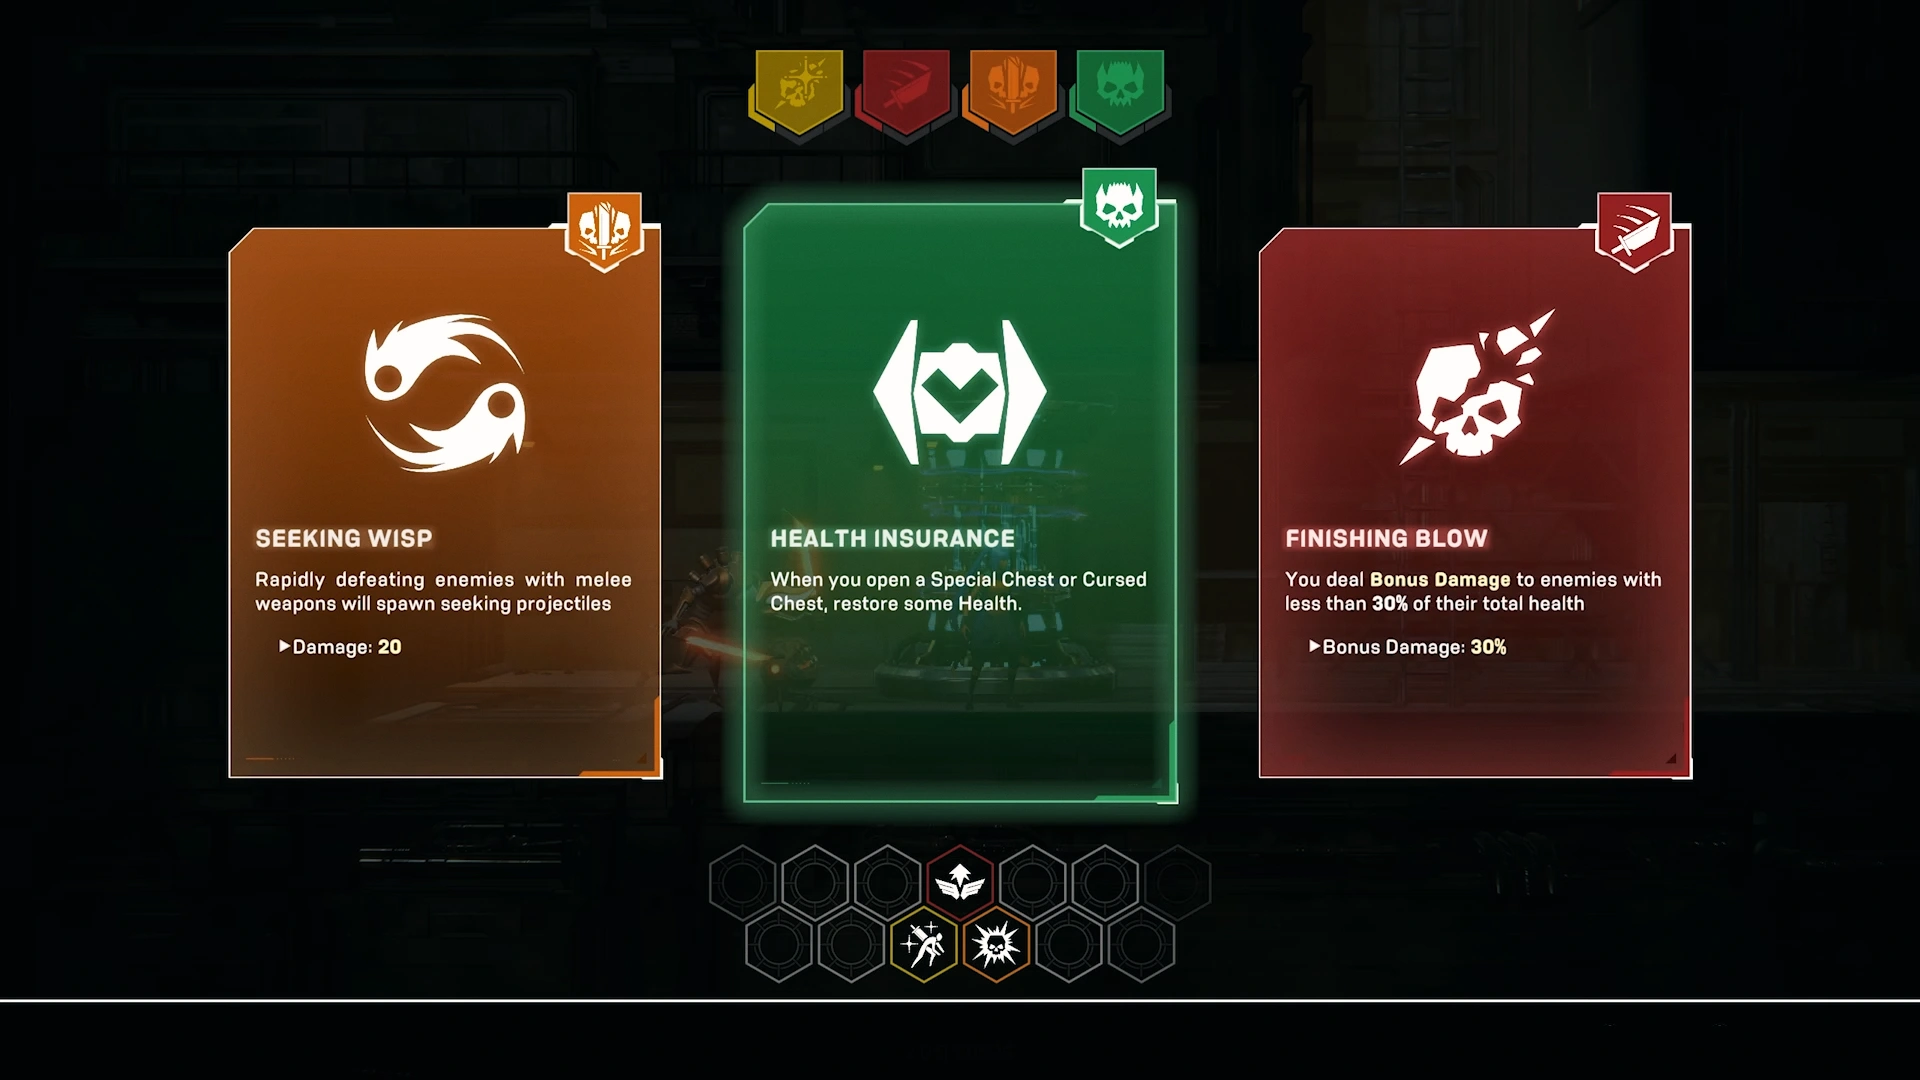 SEEKING WISP
Rapidly defeating enemies with melee
weapons will spawn seeking projectiles
Damage: 20
HEALTH INSURANCE
When you open a Special Chest or Cursed
Chest, restore some Health.
FINISHING BLOW
You deal Bonus Damage to enemies with
less than 30% of their total health
Bonus Damage: 30%